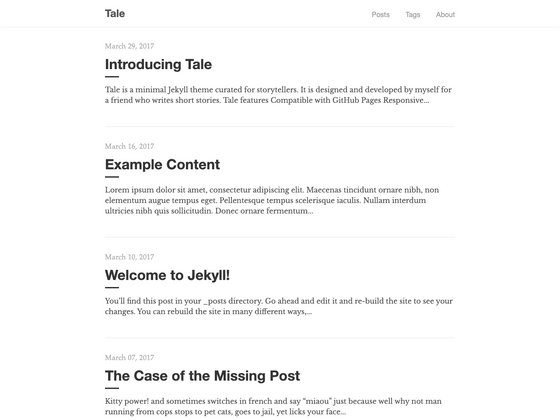 Tale
Posts Tags About
March 29, 2017
Introducing Tale
Tale is a minimal Jekyll theme curated for storytellers. It is designed and developed by myself for
a friend who writes short stories. Tale features Compatible with GitHub Pages Responsive...
March 16, 2017
Example Content
Lorem ipsum dolor sit amet, consectetur adipiscing elit. Maecenas tincidunt ornare nibh, non
elementum augue tempus eget. Pellentesque tempus scelerisque iaculis. Nullam interdum
ultricies nibh quis sollicitudin. Donec ornare fermentum...
March 10, 2017
Welcome to Jekyll!
You’ll find this post in your _posts directory. Go ahead and edit it and re-build the site to see your
changes. You can rebuild the site in many different ways,...
March 07, 2017
The Case of the Missing Post
Kitty power! and sometimes switches in french and say “miaou” just because well why not man
running from cops stops to pet cats, goes to jail, yet licks your face...